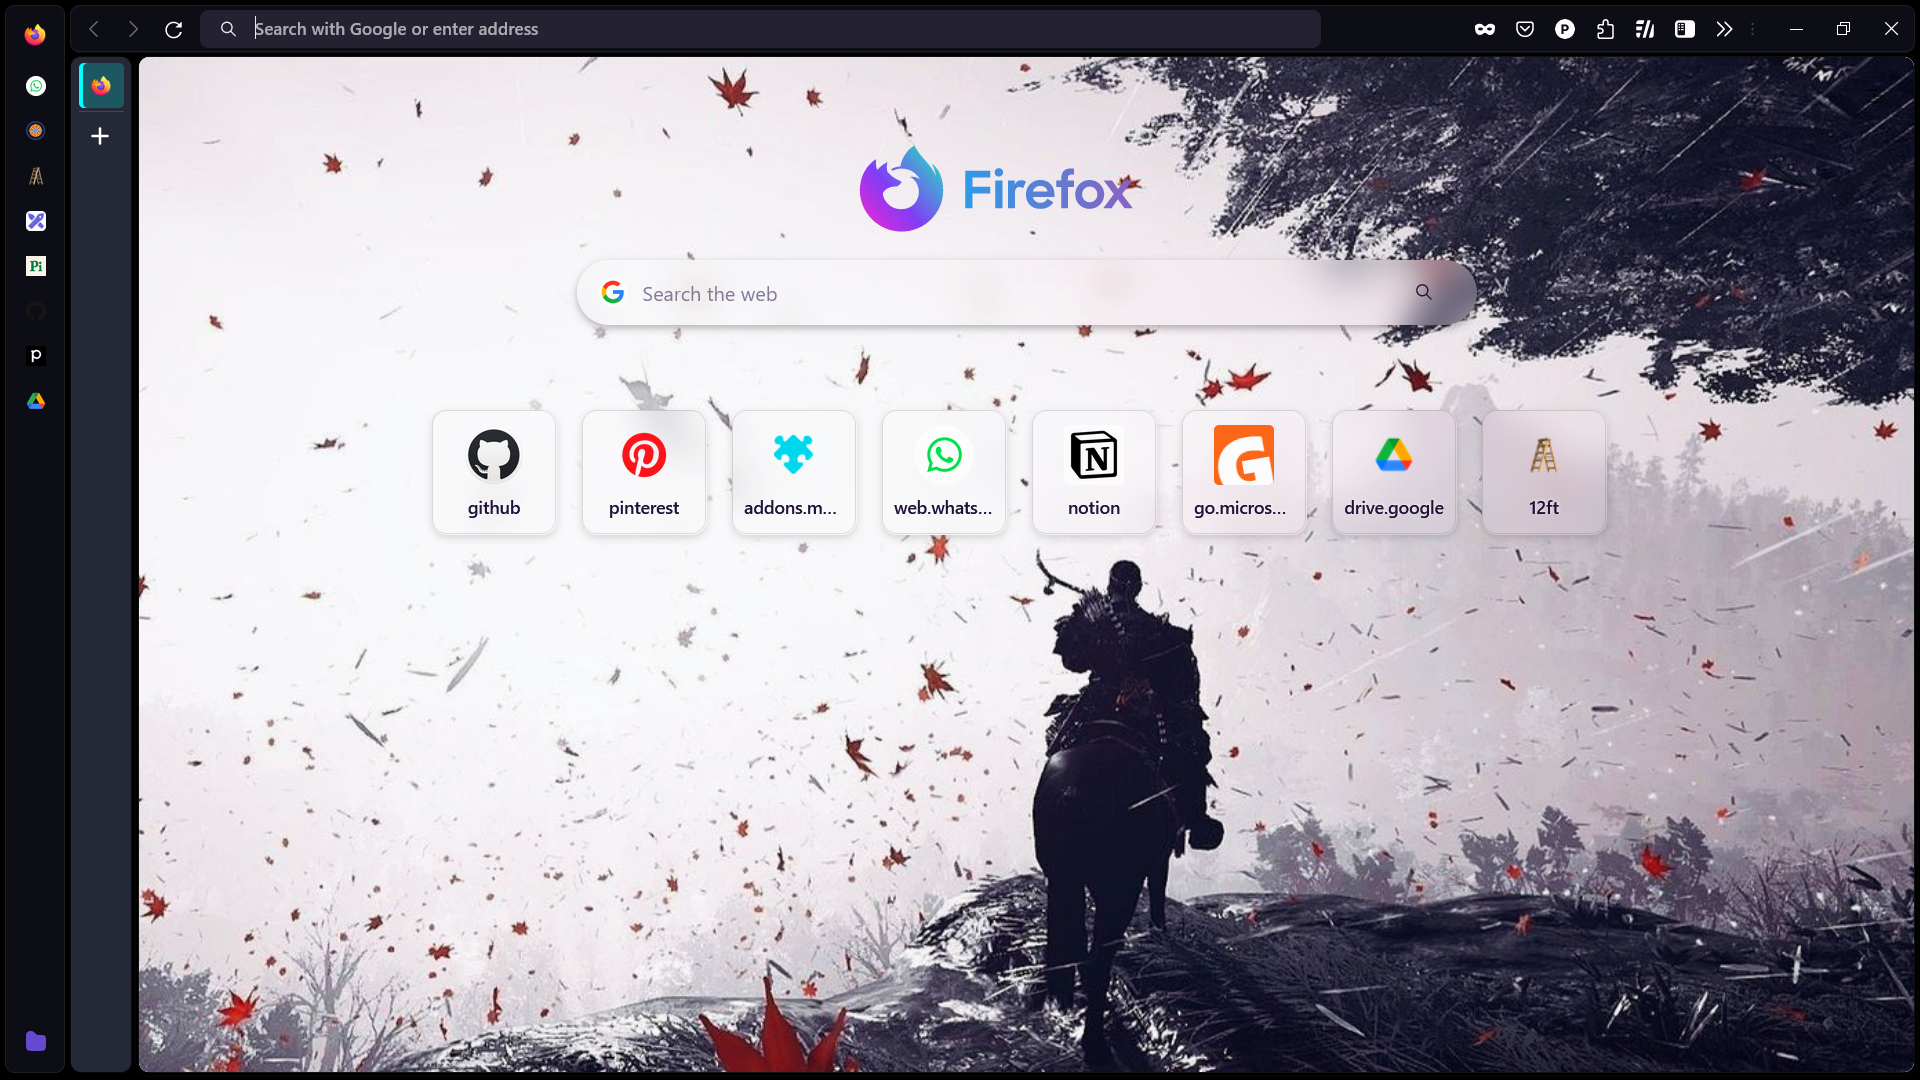 Search with Google or enter address
Firefox
Search the web
github
pinterest
addons.m...
web.whats...
notion
go.micros...
drive.google
12ft